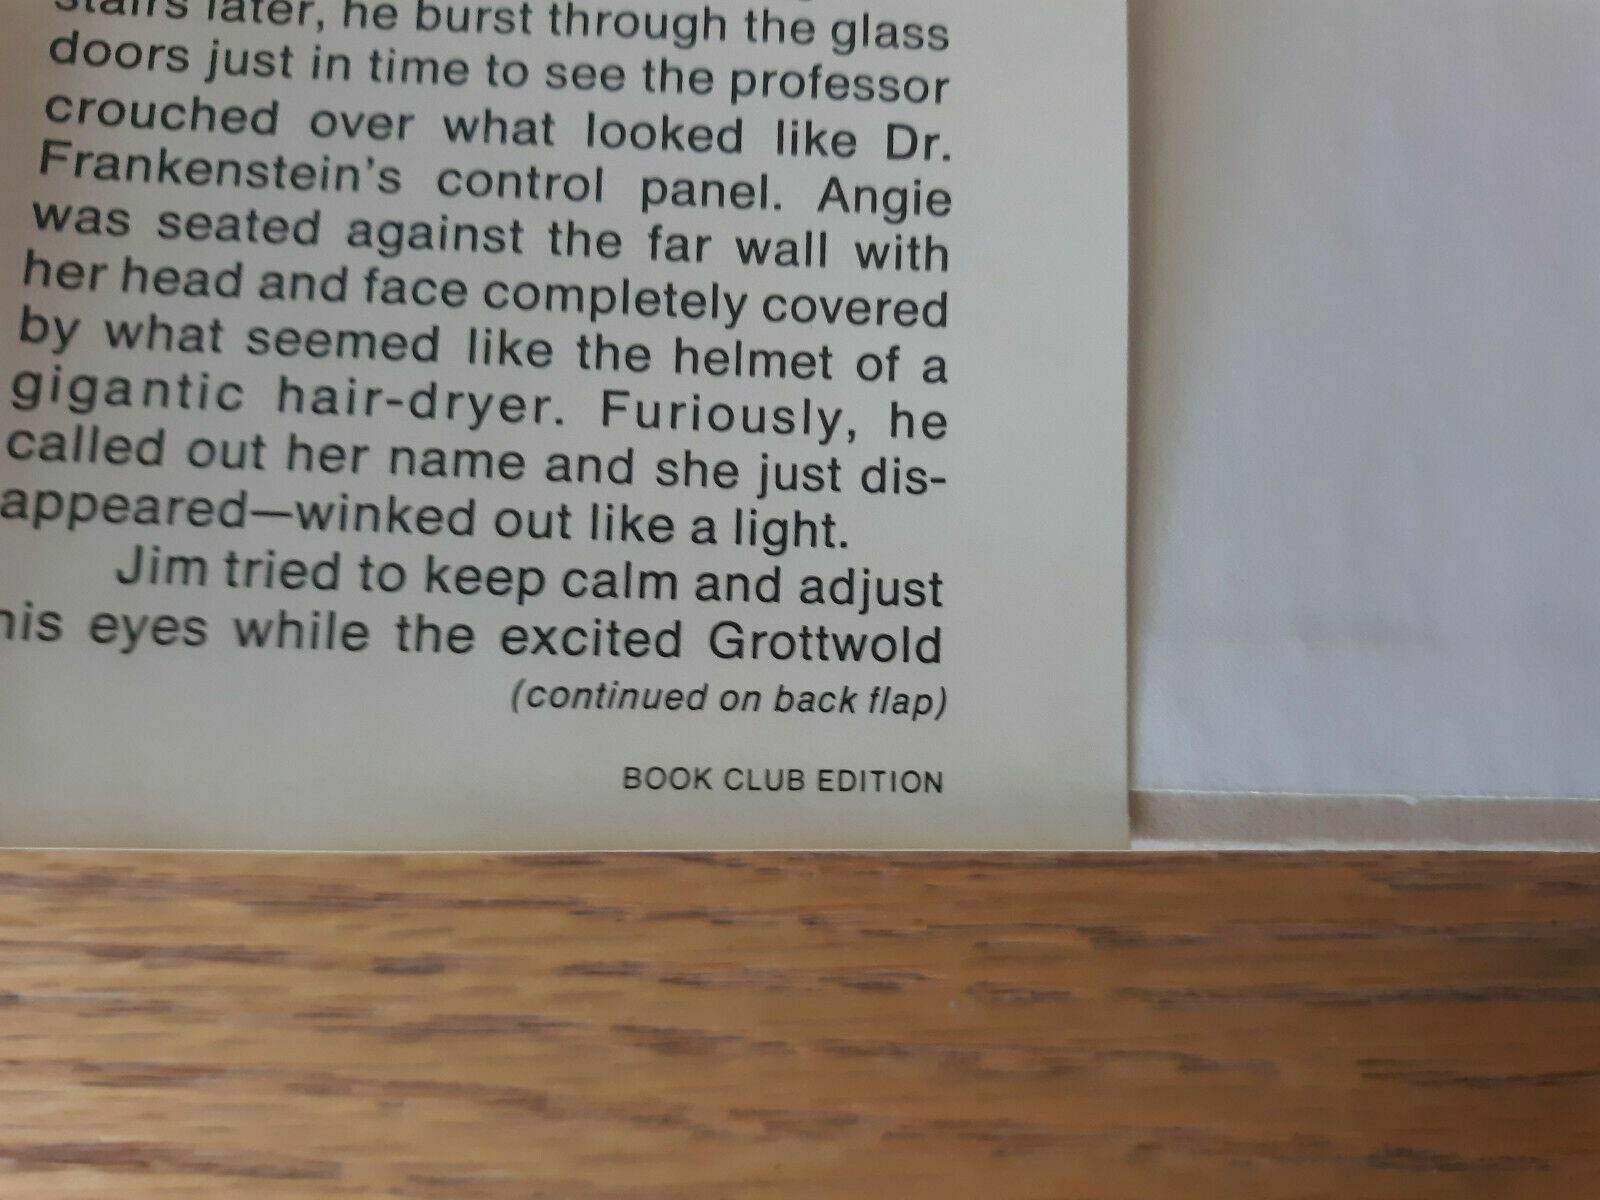 stairs later, he burst through the glass
doors just in time to see the professor
crouched over what looked like Dr.
Frankenstein's control panel. Angie
was seated against the far wall with
her head and face completely covered
by what seemed like the helmet of a
gigantic hair-dryer. Furiously, he
called out her name and she just dis-
appeared—winked out like a light.
Jim tried to keep calm and adjust
his eyes while the excited Grottwold
(continued on back flap)
BOOK CLUB EDITION